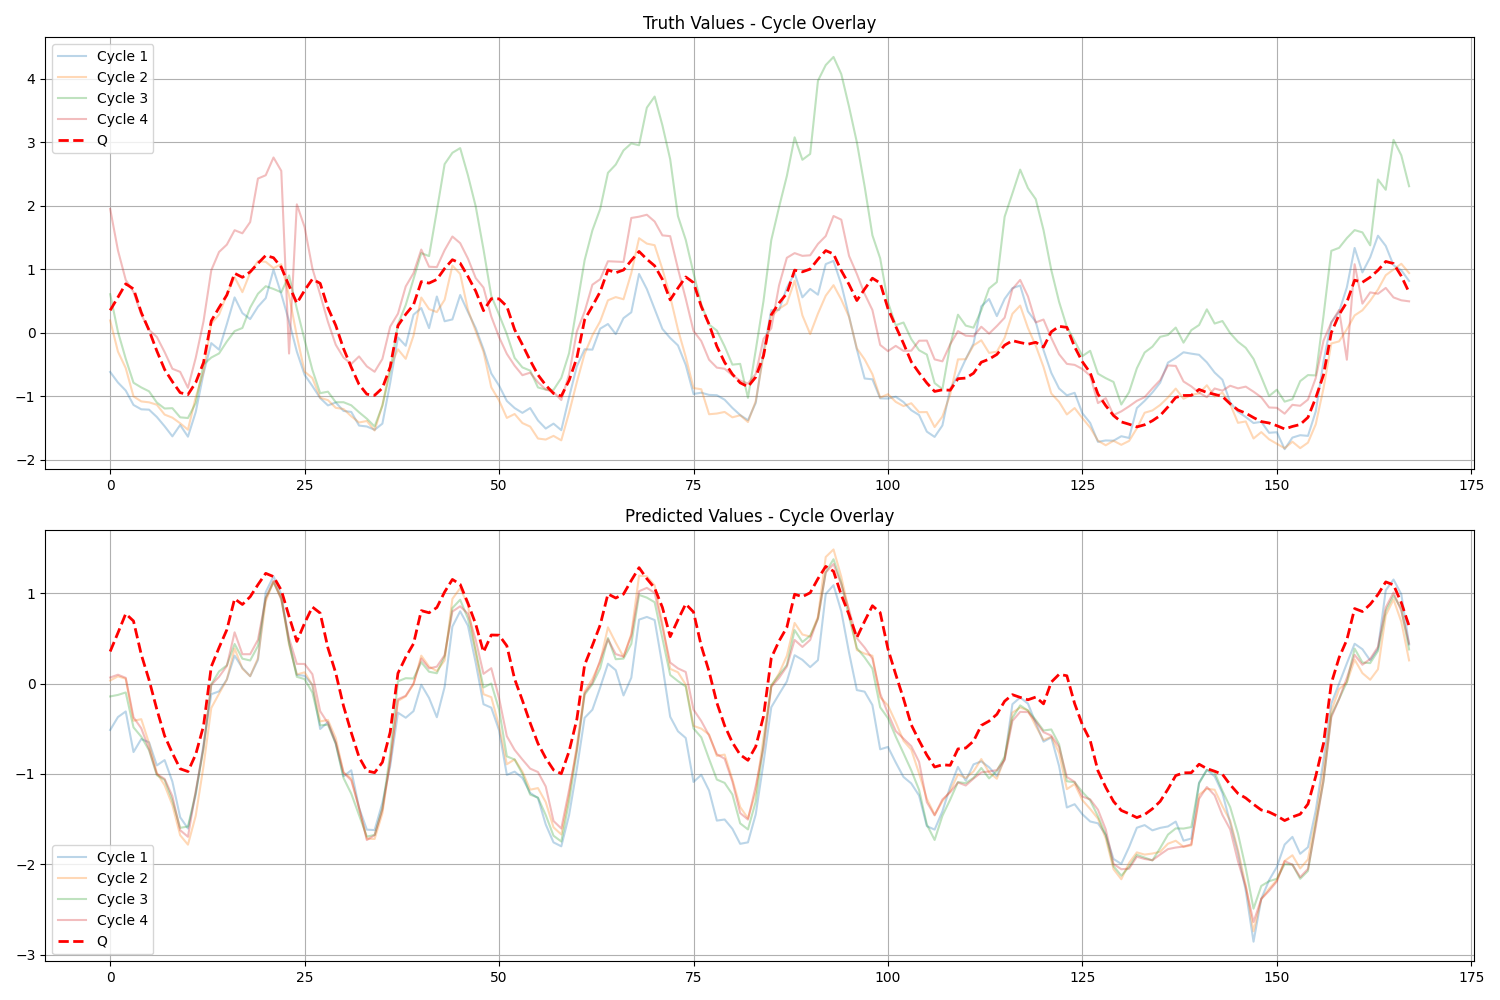 Truth Values - Cycle Overlay
Cycle 1
Cycle 2
Cycle 3
Cycle 4
Q
4
3
2
1
0
−1
−2
0 25 50 75 100 125 150 175
Predicted Values - Cycle Overlay
1
0
−1
−2
−3
Cycle 1
Cycle 2
Cycle 3
Cycle 4
Q
0 25 50 75 100 125 150 175